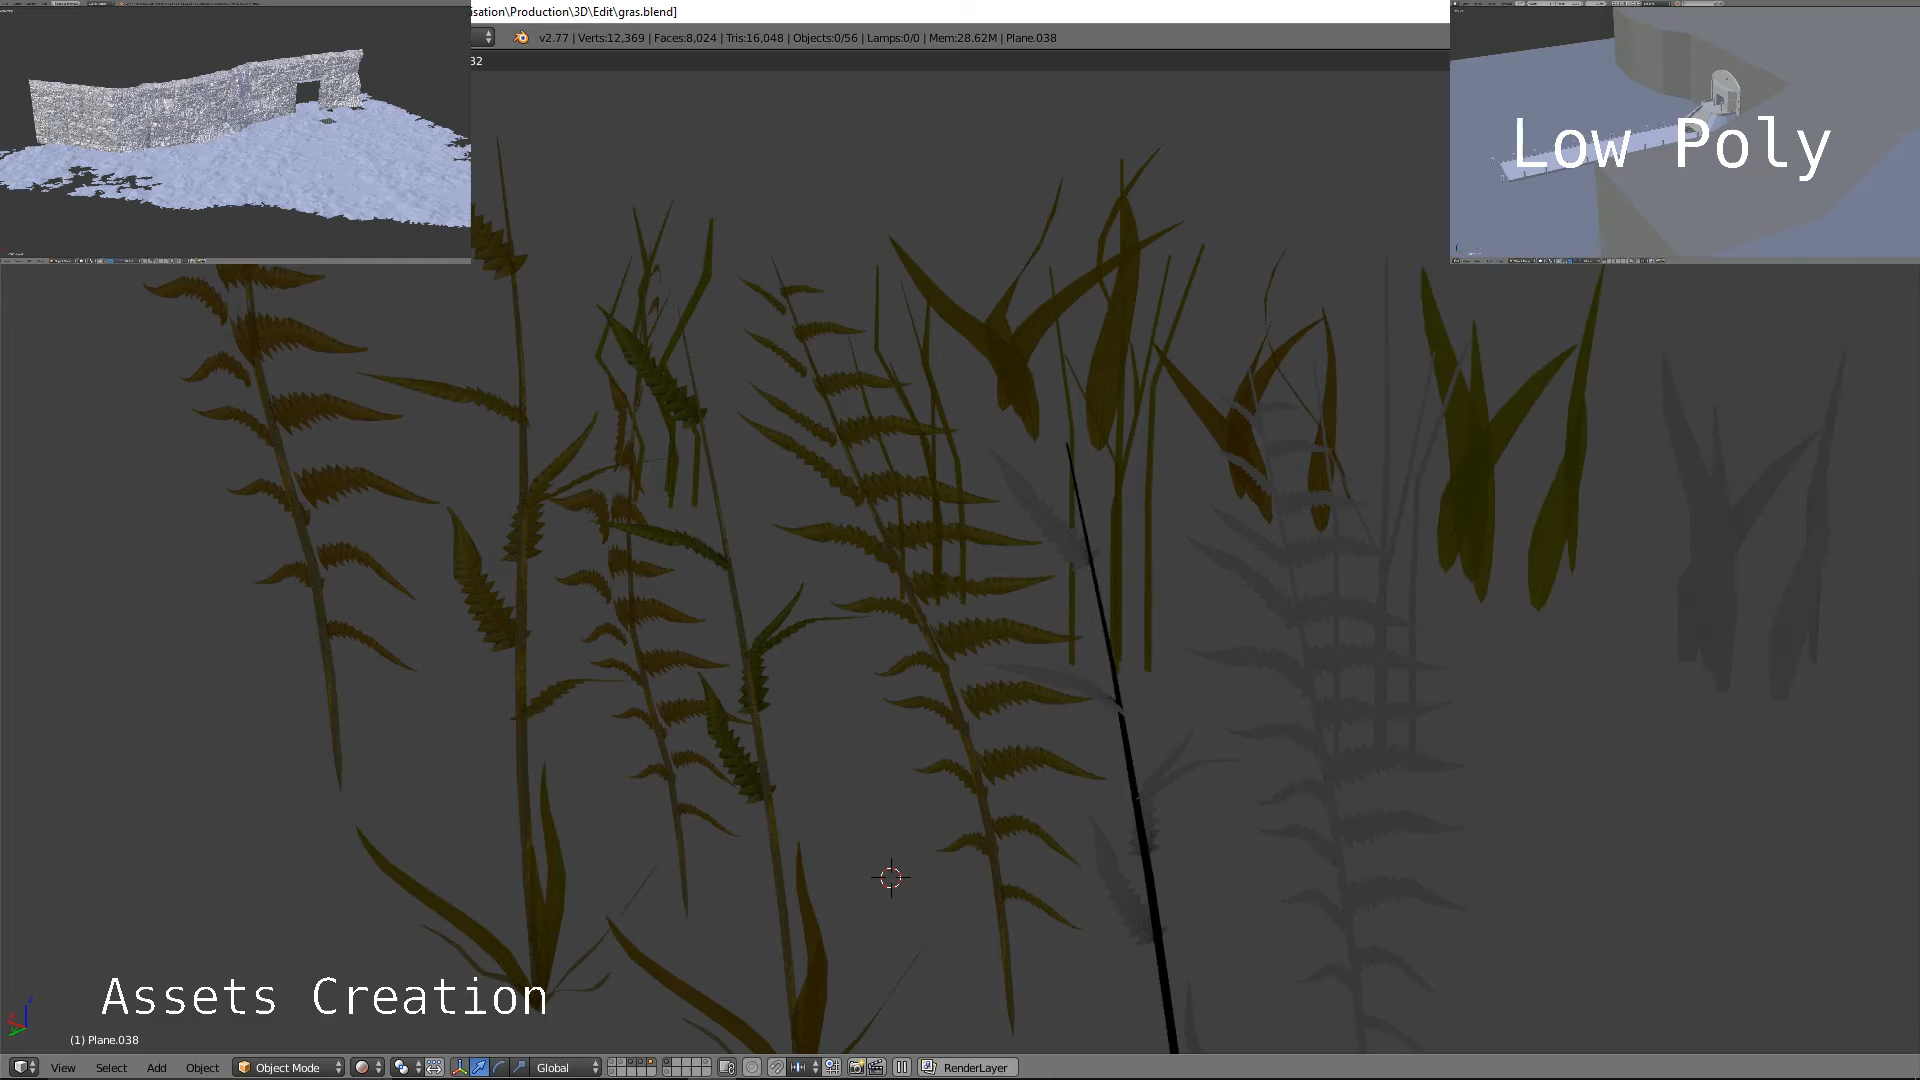 isation\Production\3D\Edit\gras.blend]
v2.77 | Verts:12,369 | Faces:8,024 | Tris:16,048 | Objects:0/56 | Lamps:0/0 | Mem:28.62M | Plane.038
32
Low Poly
Assets Creation
(1) Plane.038
View Select Add Object Object Mode Global RenderLayer